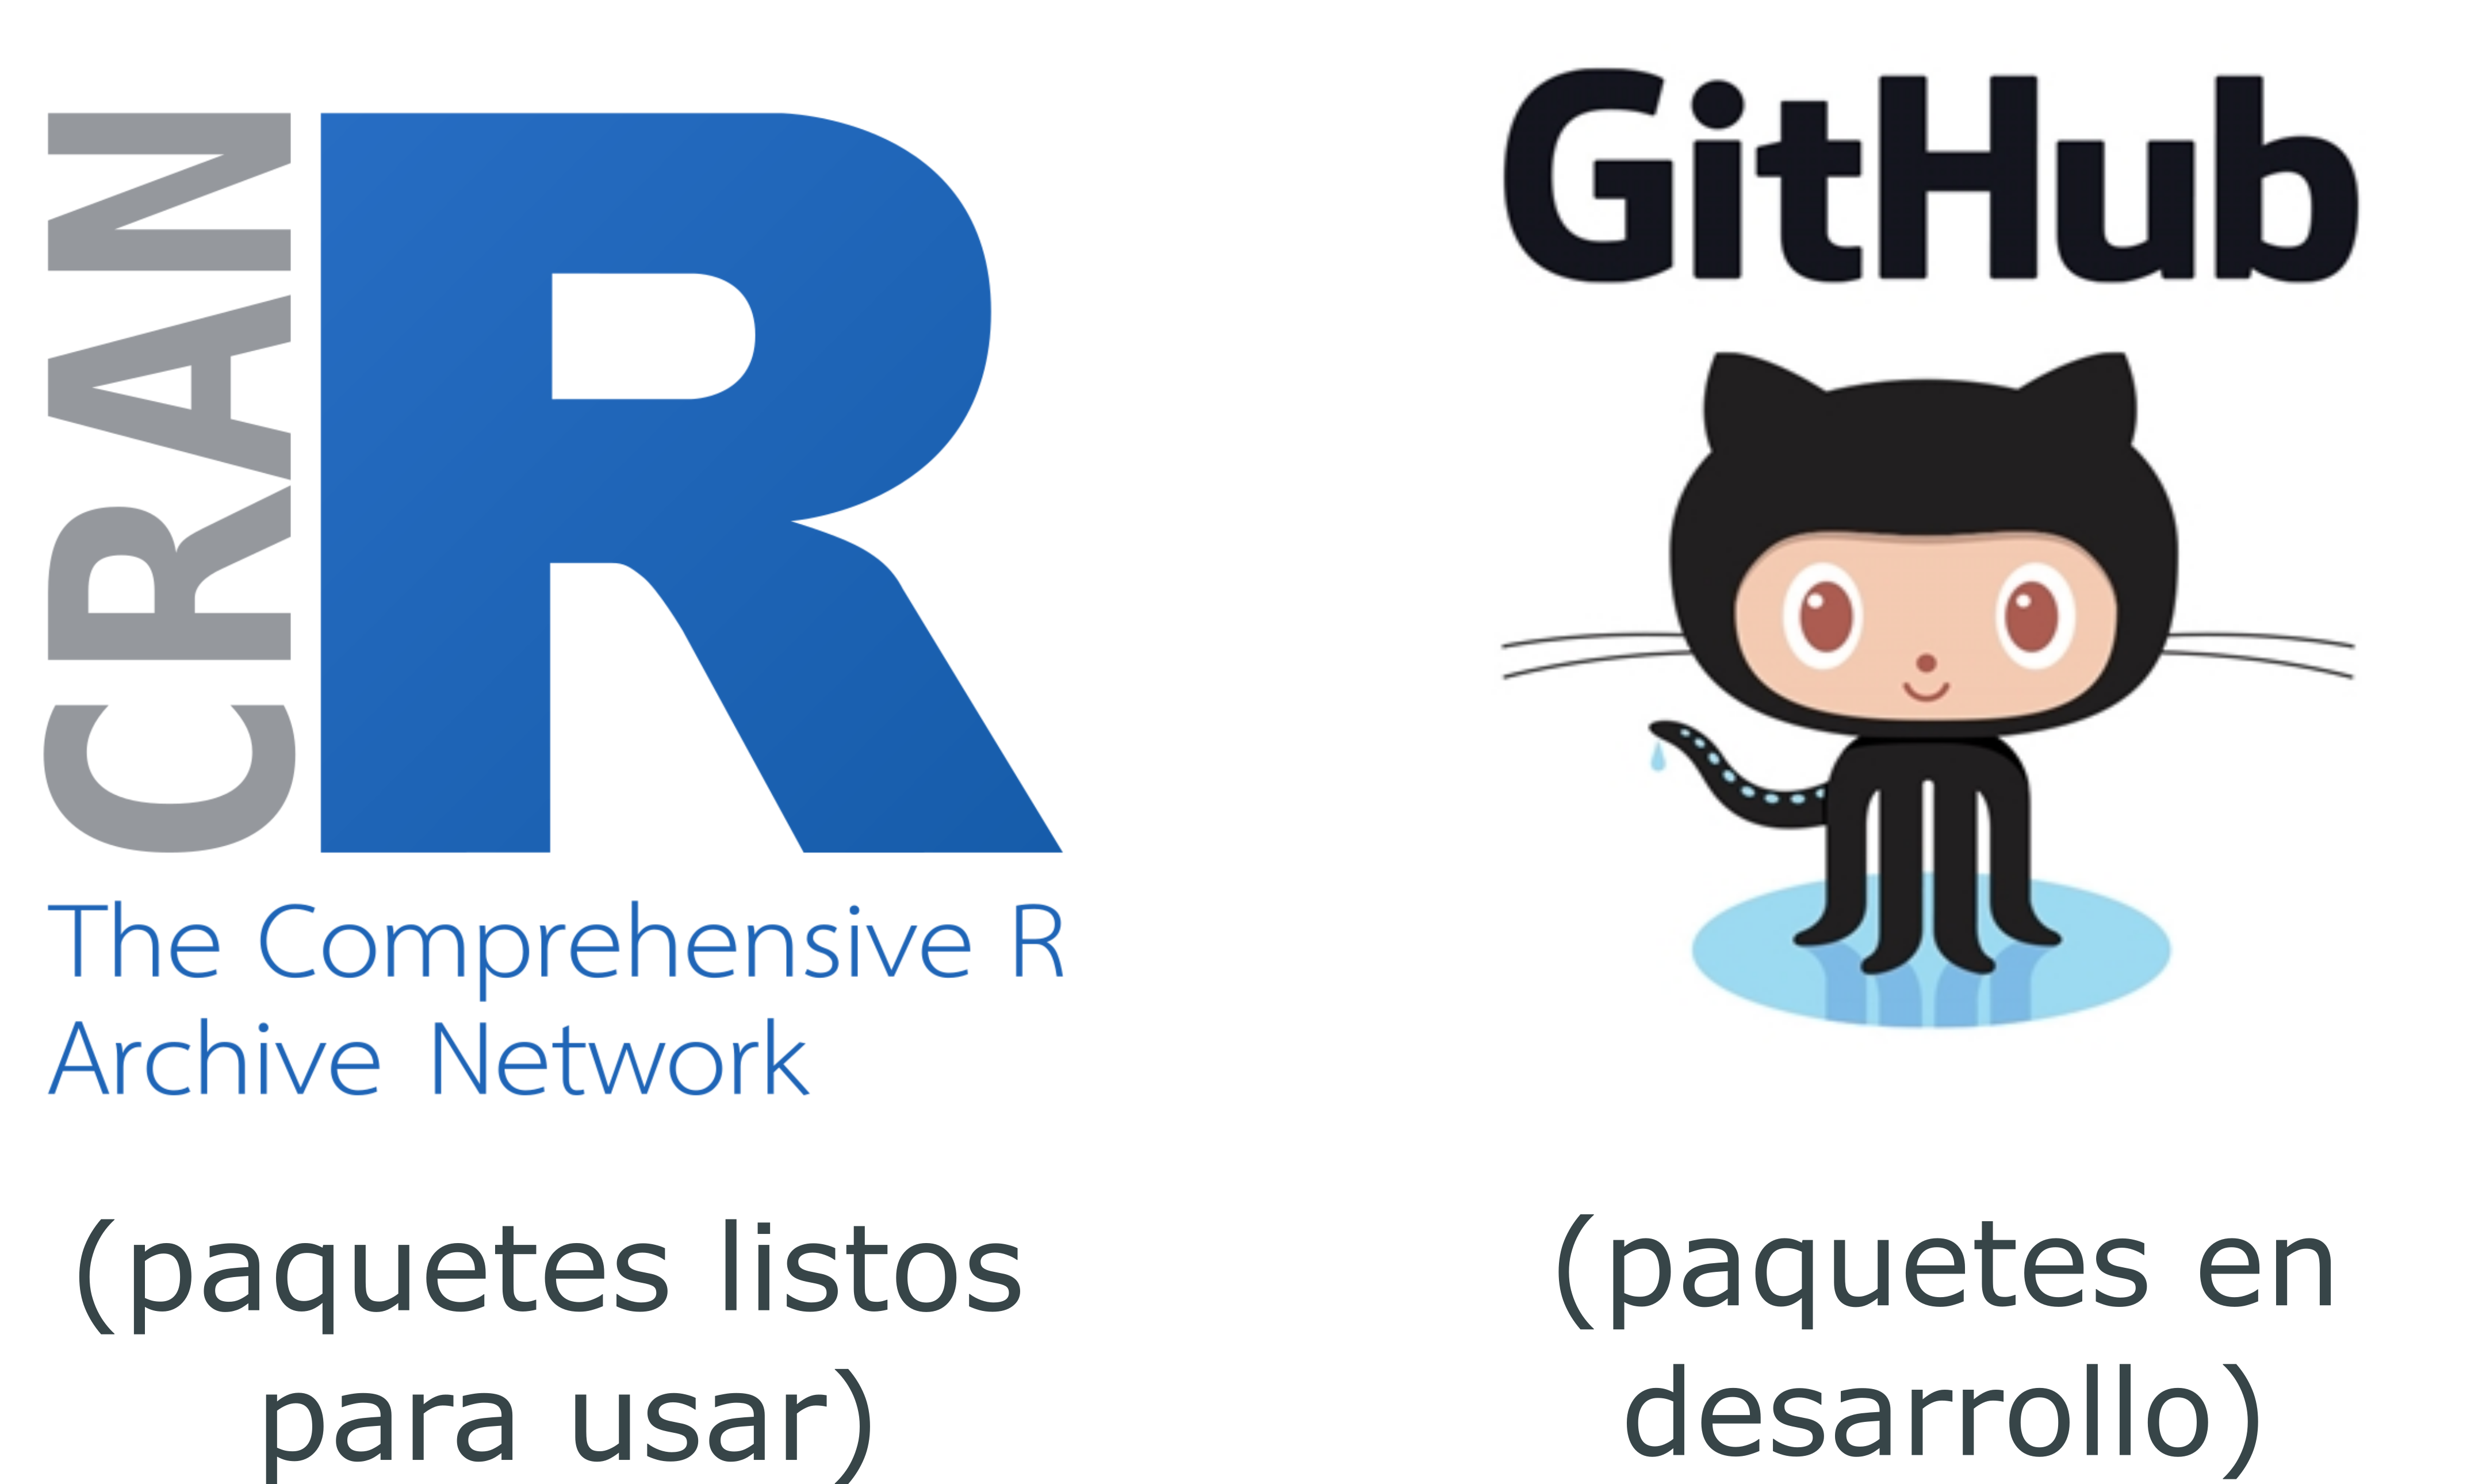 CRAN
The Comprehensive R
Archive Network
(paquetes listos
para usar)
GitHub
(paquetes en
desarrollo)